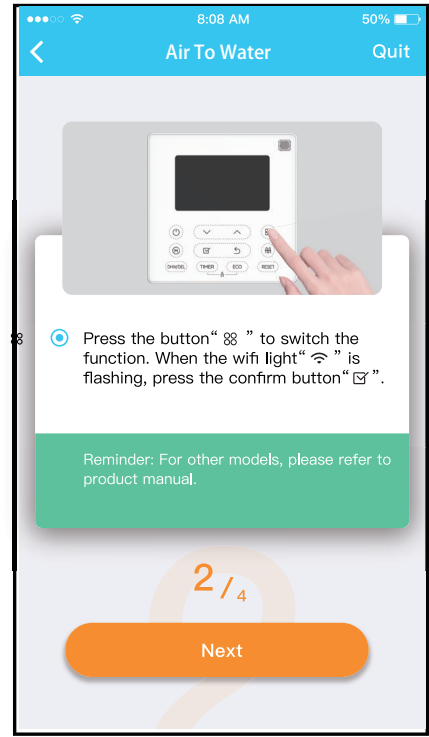 8:08 AM 50%
Air To Water Quit
DHW/DEL TIMER ECO RESET
Press the button“ ” to switch the
function. When the wifi light“ ” is
flashing, press the confirm button“ ”.
Reminder: For other models, please refer to
product manual.
2/4
Next